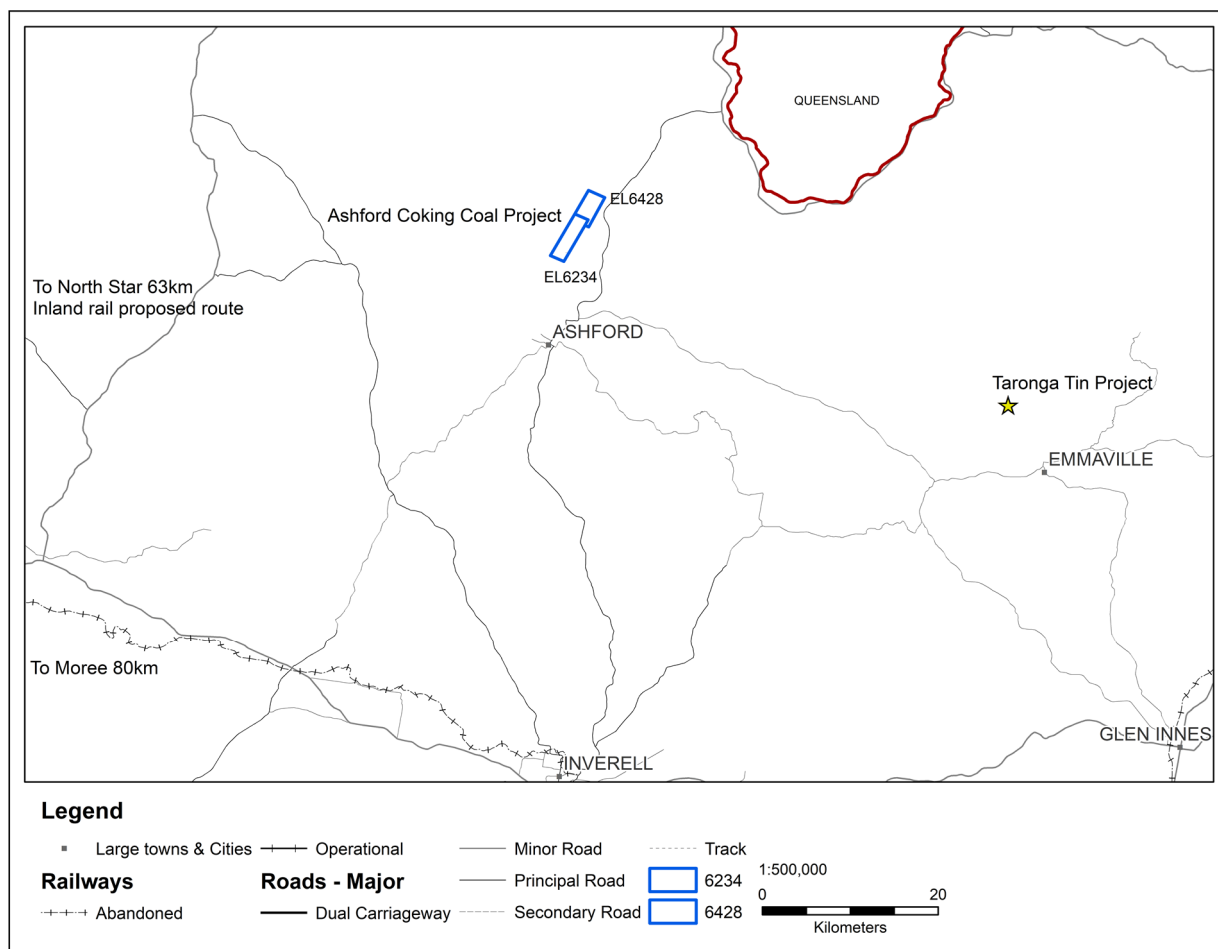 QUEENSLAND
EL6428
Ashford Coking Coal Project
EL6234
To North Star 63km
Inland rail proposed route
ASHFORD
Taronga Tin Project
EMMAVILLE
To Moree 80km
GLEN INNES
INVERELL
Legend
Large towns & Cities
Operational
Minor Road
Track
Railways
Roads - Major
Principal Road
6234
Abandoned
Dual Carriageway
Secondary Road
6428
1:500,000
0 20
Kilometers